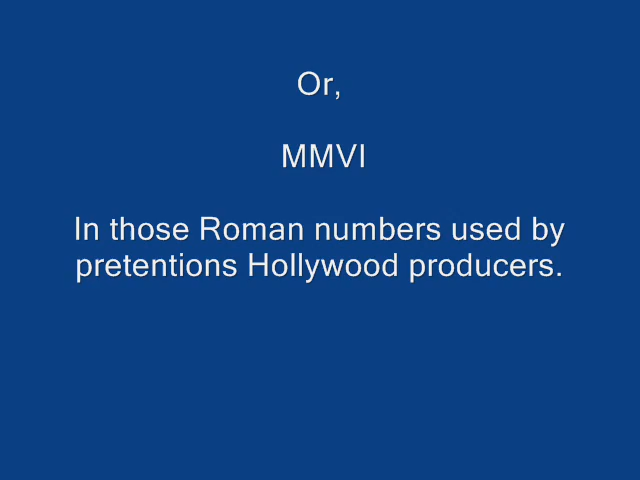 Or,
MMVI
In those Roman numbers used by
pretentions Hollywood producers.